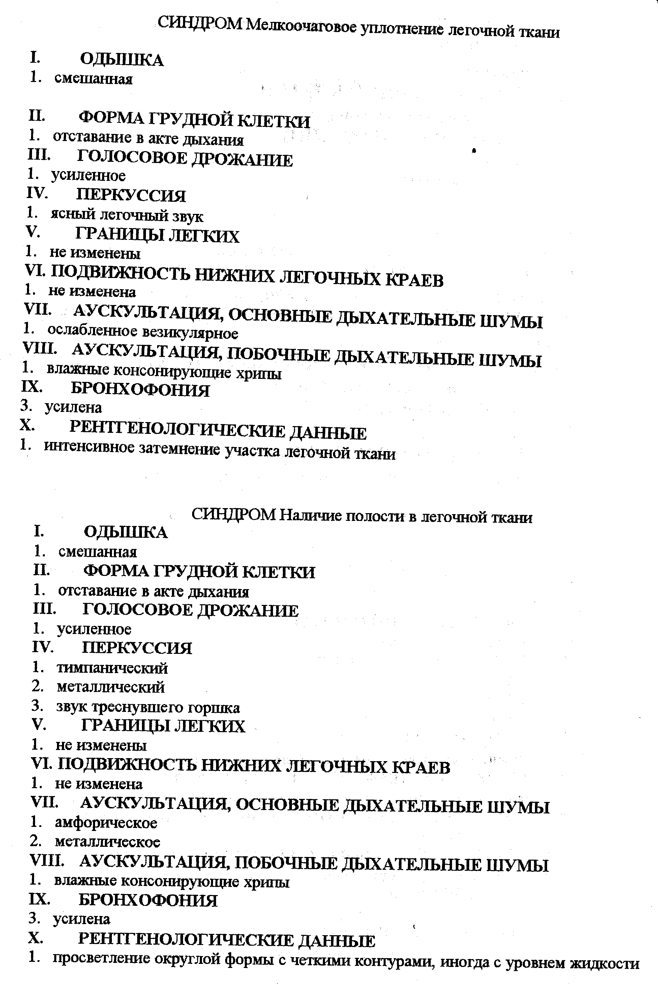 СИНДРОМ Мелкоочаговое уплотнение легочной ткани
I. ОДЫШКА
1. смешанная
II. ФОРМА ГРУДНОЙ КЛЕТКИ
1. отставание в акте дыхания
III. ГОЛОСОВОЕ ДРОЖАНИЕ
1. усиленное
IV. ПЕРКУССИЯ
1. ясный легочный звук
V. ГРАНИЦЫ ЛЕГКИХ
1. не изменены
VI. ПОДВИЖНОСТЬ НИЖНИХ ЛЕГОЧНЫХ КРАЕВ
1. не изменена
VII. АУСКУЛЬТАЦИЯ, ОСНОВНЫЕ ДЫХАТЕЛЬНЫЕ ШУМЫ
1. ослабленное везикулярное
VIII. АУСКУЛЬТАЦИЯ, ПОБОЧНЫЕ ДЫХАТЕЛЬНЫЕ ШУМЫ
1. влажные консонирующие хрипы
IX. БРОНХОФОНИЯ
3. усилена
X. РЕНТГЕНОЛОГИЧЕСКИЕ ДАННЫЕ
1. интенсивное затемнение участка легочной ткани
СИНДРОМ Наличие полости в легочной ткани
I. ОДЫШКА
1. смешанная
II. ФОРМА ГРУДНОЙ КЛЕТКИ
1. отставание в акте дыхания
III. ГОЛОСОВОЕ ДРОЖАНИЕ
1. усиленное
IV. ПЕРКУССИЯ
1. тимпанический
2. металлический
3. звук треснувшего горшка
V. ГРАНИЦЫ ЛЕГКИХ
1. не изменены
VI. ПОДВИЖНОСТЬ НИЖНИХ ЛЕГОЧНЫХ КРАЕВ
1. не изменена
VII. АУСКУЛЬТАЦИЯ, ОСНОВНЫЕ ДЫХАТЕЛЬНЫЕ ШУМЫ
1. амфорическое
2. металлическое
VIII. АУСКУЛЬТАЦИЯ, ПОБОЧНЫЕ ДЫХАТЕЛЬНЫЕ ШУМЫ
1. влажные консонирующие хрипы
IX. БРОНХОФОНИЯ
3. усилена
X. РЕНТГЕНОЛОГИЧЕСКИЕ ДАННЫЕ
1. просветление округлой формы с четкими контурами, иногда с уровнем жидкости